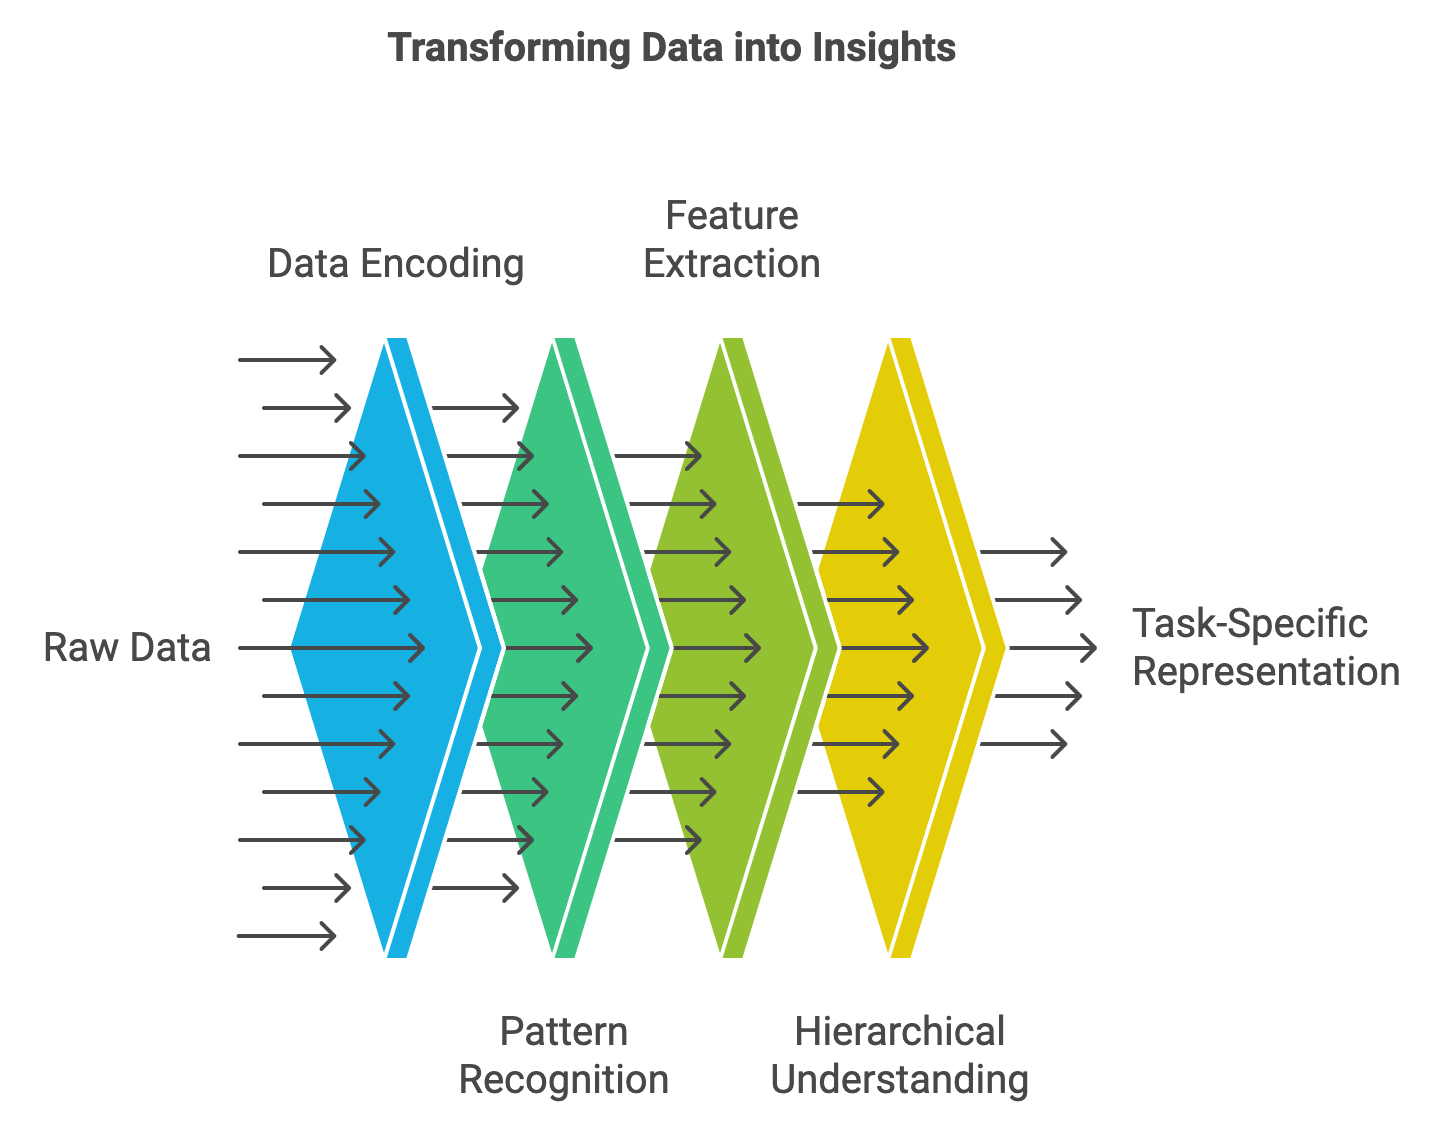 Transforming Data into Insights
Feature
Extraction
Data Encoding
Raw Data
Task-Specific
Representation
Pattern
Recognition
Hierarchical
Understanding